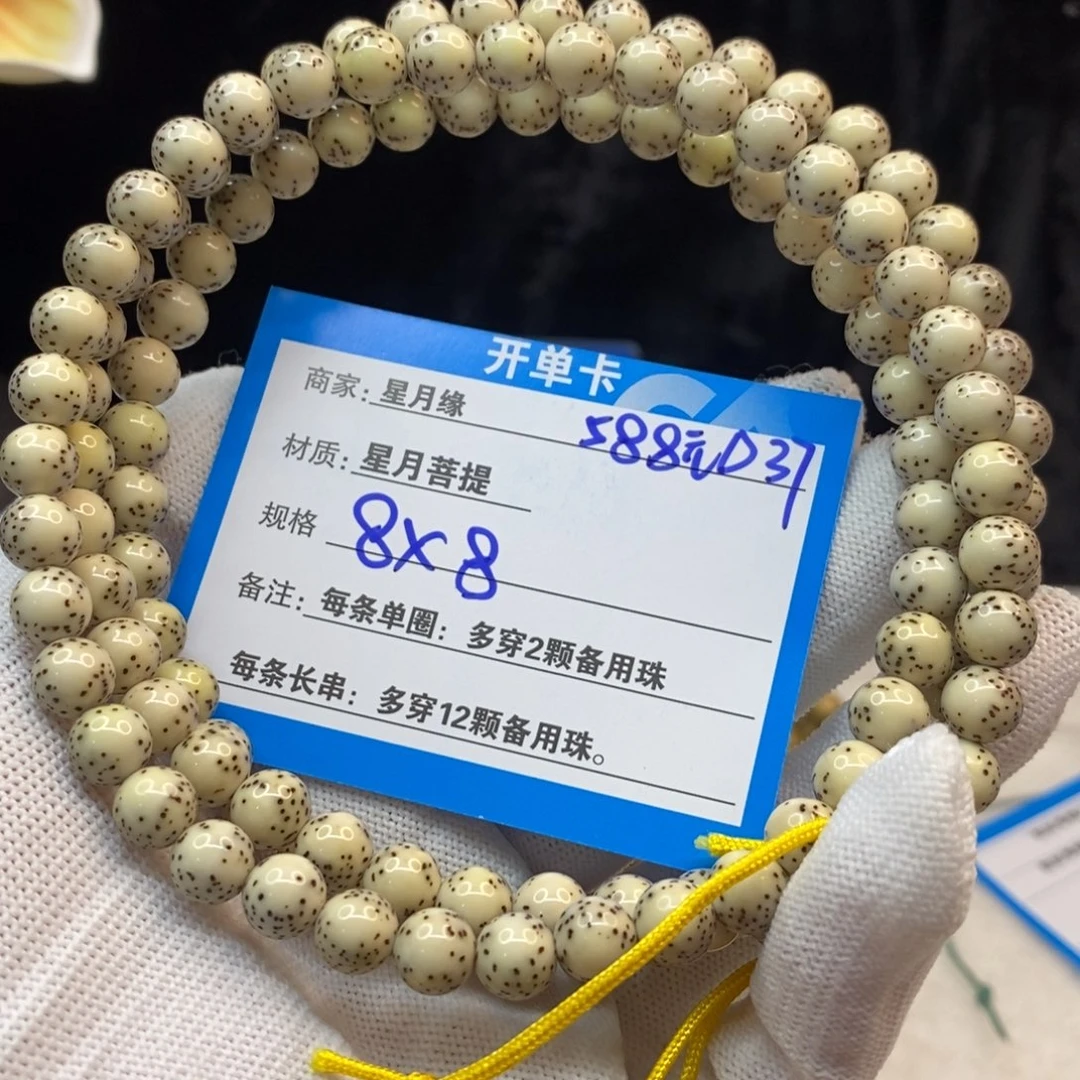 开单卡
商家：星月缘
588元D37
材质：星月菩提
规格 8x8
备注：每条单圈：多穿2颗备用珠
每条长串：多穿12颗备用珠。